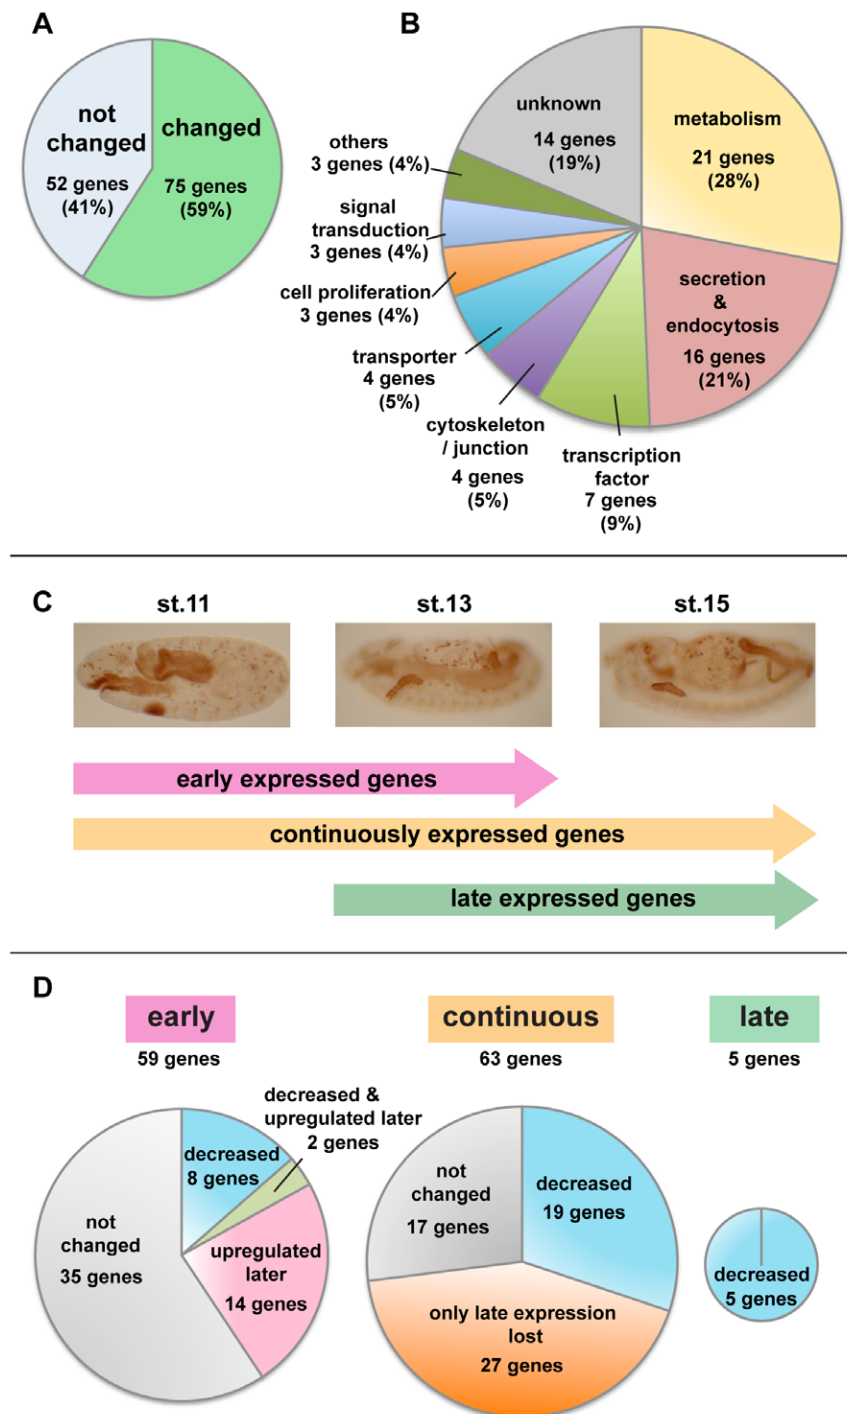 A
not
changed
52 genes
(41%)
changed
75 genes
(59%)
B
unknown
14 genes
(19%)
metabolism
21 genes
(28%)
others
3 genes (4%)
signal
transduction
3 genes (4%)
cell proliferation
3 genes (4%)
transporter
4 genes
(5%)
cytoskeleton
/ junction
4 genes
(5%)
transcription
factor
7 genes
(9%)
secretion
&
endocytosis
16 genes
(21%)
C
st.11
st.13
st.15
early expressed genes
continuously expressed genes
late expressed genes
D
early
59 genes
decreased &
upregulated later
2 genes
decreased
8 genes
not
changed
35 genes
upregulated
later
14 genes
continuous
63 genes
not
changed
17 genes
decreased
19 genes
only late expression
lost
27 genes
late
5 genes
decreased
5 genes